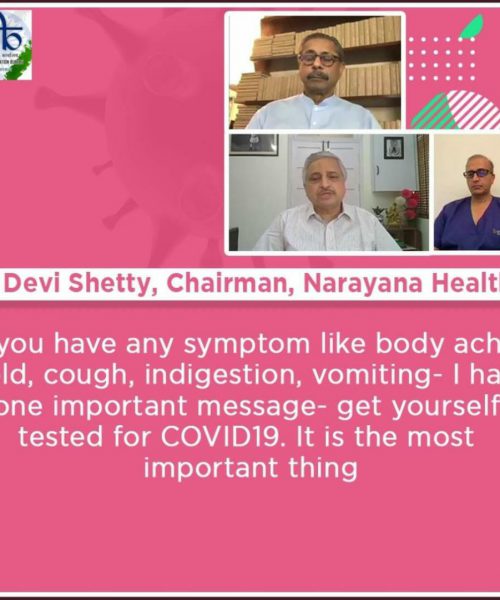 Devi Shetty, Chairman, Narayana Healt
you have any symptom like body ach
ld, cough, indigestion, vomiting- I ha
one important message- get yourself
tested for COVID19. It is the most
important thing